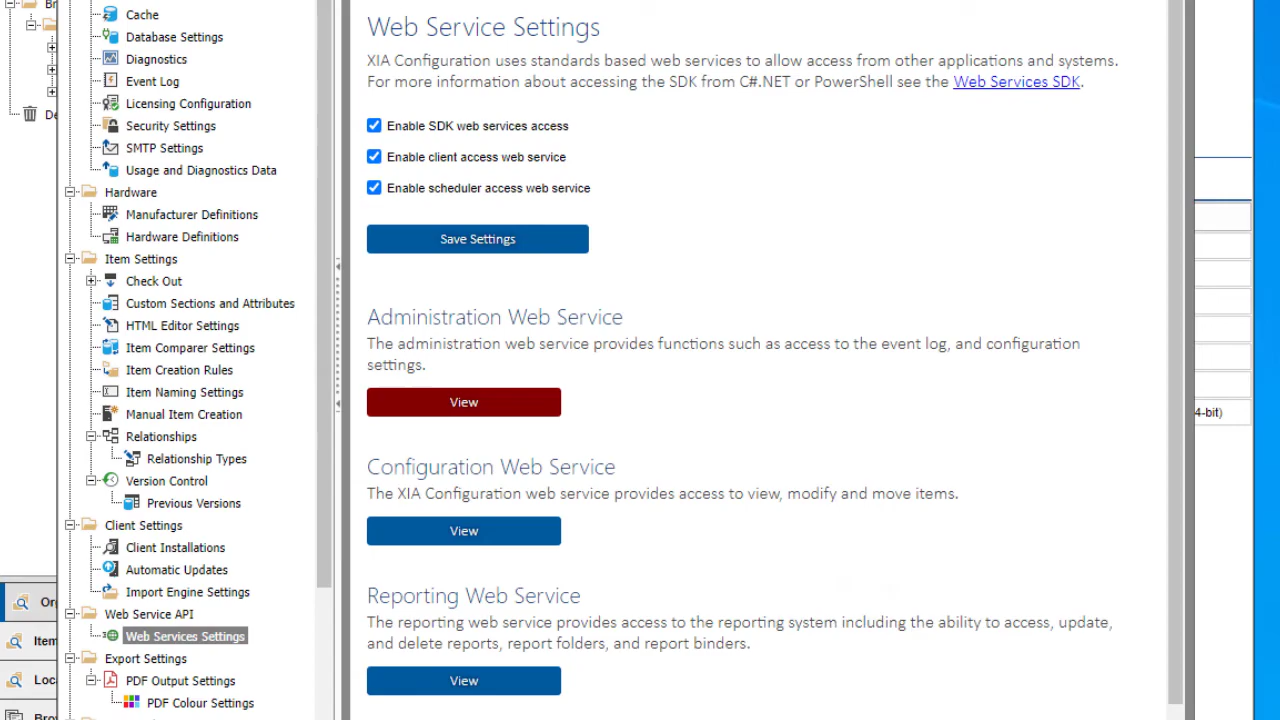 Cache
Database Settings
Diagnostics
Event Log
Licensing Configuration
Security Settings
SMTP Settings
Usage and Diagnostics Data
Hardware
Manufacturer Definitions
Hardware Definitions
Item Settings
Check Out
Custom Sections and Attributes
HTML Editor Settings
Item Comparer Settings
Item Creation Rules
Item Naming Settings
Manual Item Creation
Relationships
Relationship Types
Version Control
Previous Versions
Client Settings
Client Installations
Automatic Updates
Import Engine Settings
Web Service API
Web Services Settings
Export Settings
PDF Output Settings
PDF Colour Settings
Web Service Settings
XIA Configuration uses standards based web services to allow access from other applications and systems.
For more information about accessing the SDK from C#.NET or PowerShell see the Web Services SDK.
Enable SDK web services access
Enable client access web service
Enable scheduler access web service
Save Settings
Administration Web Service
The administration web service provides functions such as access to the event log, and configuration
settings.
View
Configuration Web Service
The XIA Configuration web service provides access to view, modify and move items.
View
Reporting Web Service
The reporting web service provides access to the reporting system including the ability to access, update,
and delete reports, report folders, and report binders.
View
4-bit)
Item